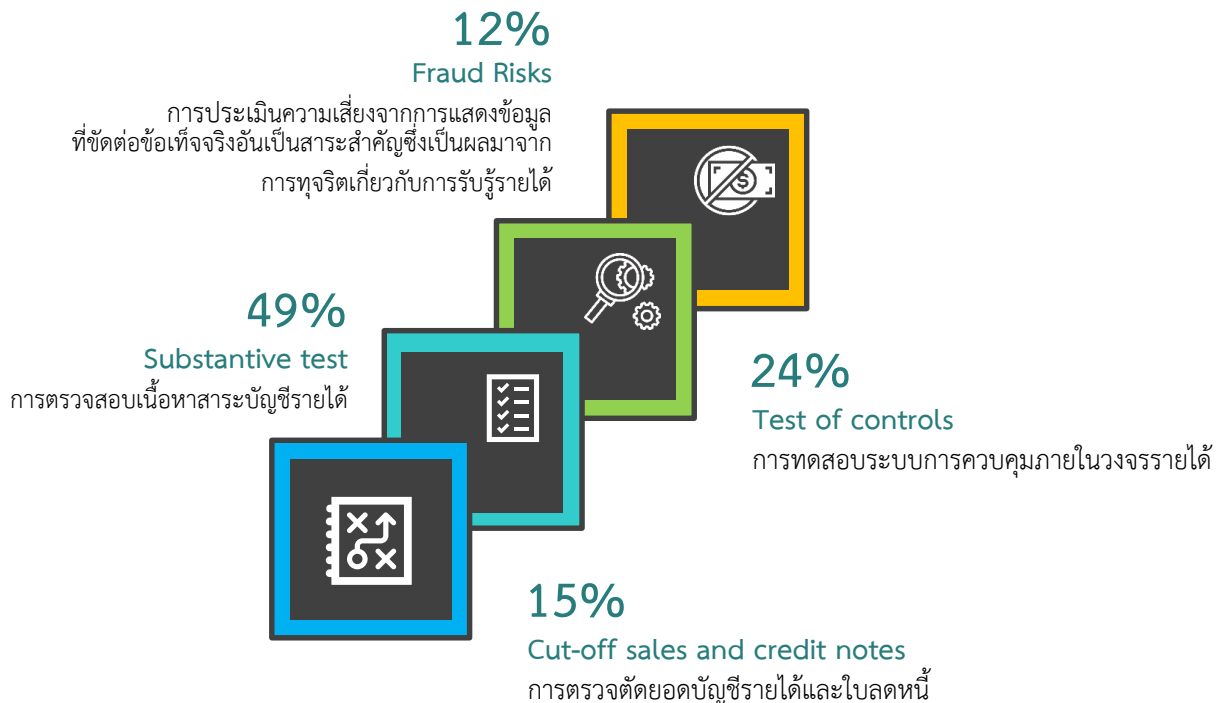 12%
Fraud Risks
การประเมินความเสี่ยงจากการแสดงข้อมูล
ที่ขัดต่อข้อเท็จจริงอันเป็นสาระสำคัญซึ่งเป็นผลมาจาก
การทุจริตเกี่ยวกับการรับรู้รายได้
49%
Substantive test
การตรวจสอบเนื้อหาสาระบัญชีรายได้
24%
Test of controls
การทดสอบระบบการควบคุมภายในวงจรรายได้
15%
Cut-off sales and credit notes
การตรวจตัดยอดบัญชีรายได้และใบลดหนี้